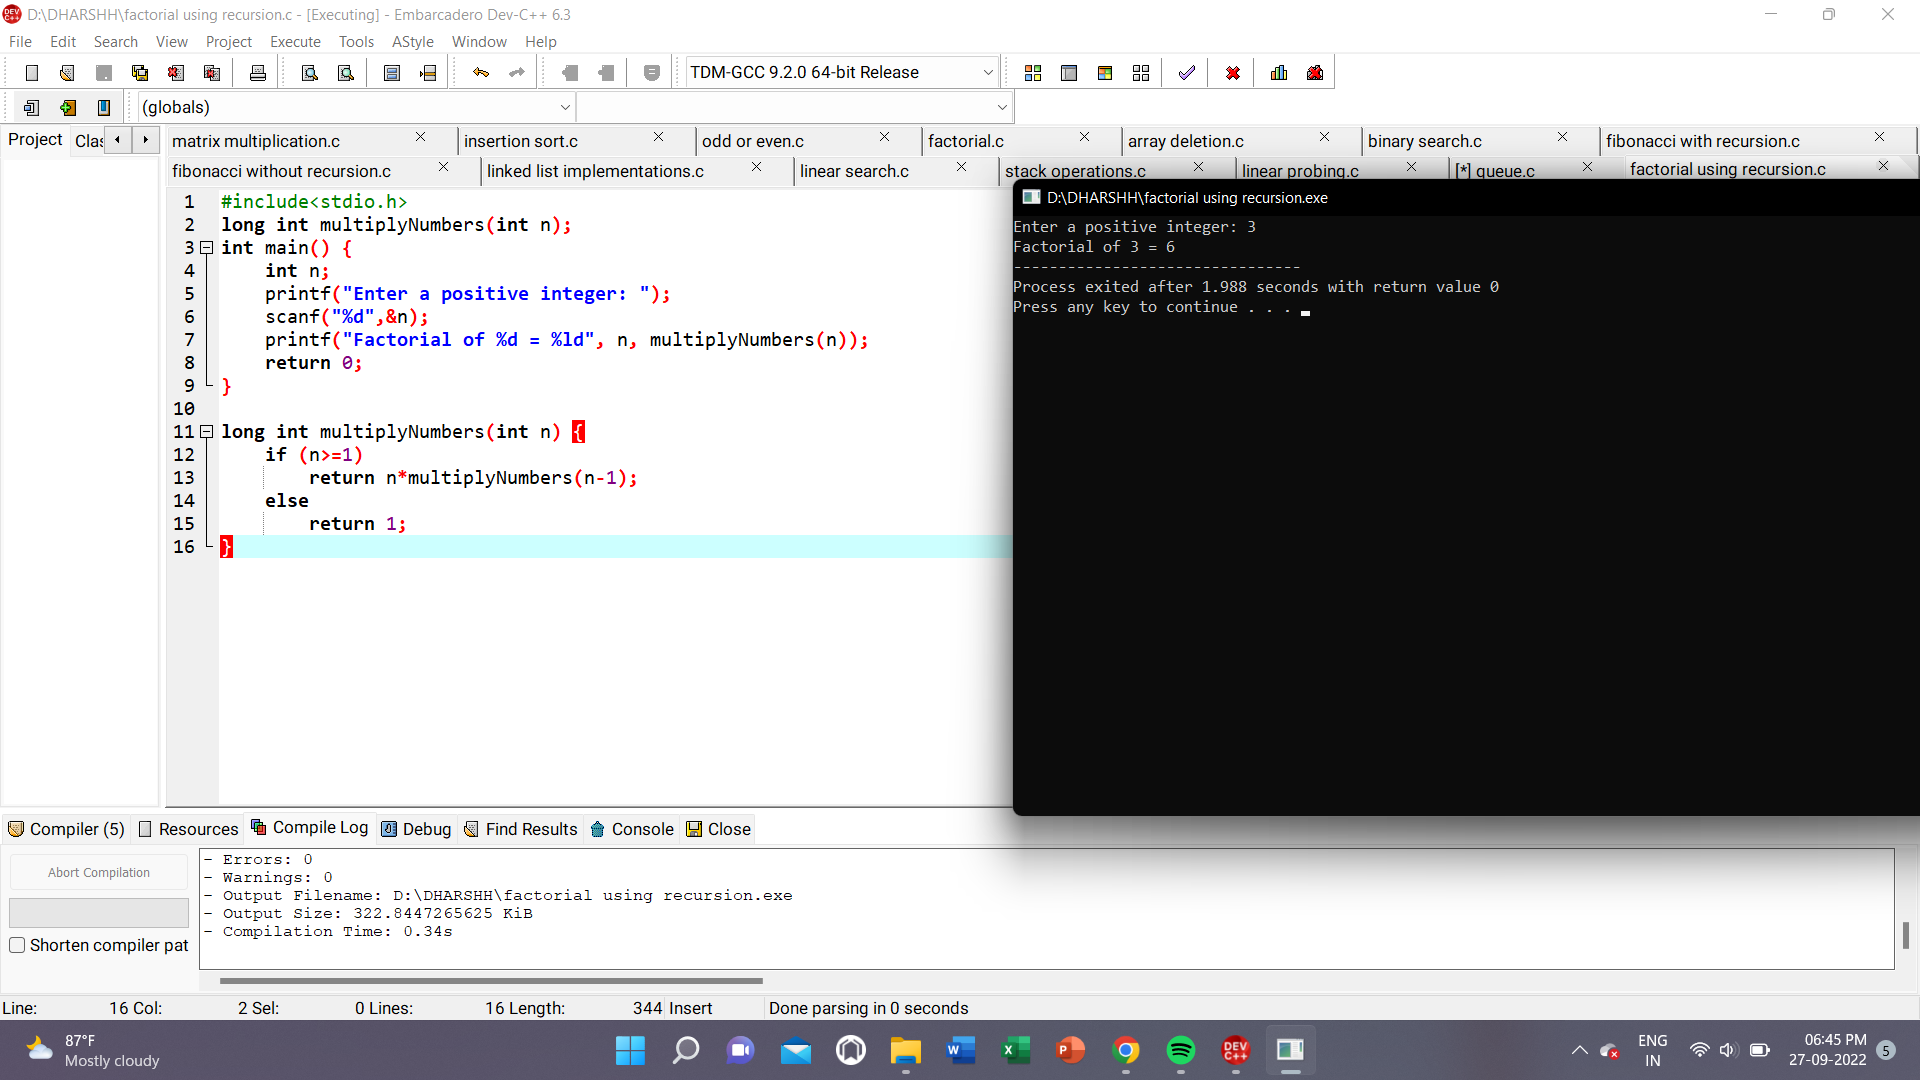 D:\DHARSHH\factorial using recursion.c - [Executing] - Embarcadero Dev-C++ 6.3
File Edit Search View Project Execute Tools AStyle Window Help
TDM-GCC 9.2.0 64-bit Release
(globals)
Project Clas
matrix multiplication.c insertion sort.c odd or even.c factorial.c array deletion.c binary search.c fibonacci with recursion.c
fibonacci without recursion.c linked list implementations.c linear search.c stack operations.c linear probing.c [*] queue.c factorial using recursion.c
1 #include<stdio.h>
2 long int multiplyNumbers(int n);
3 int main() {
4 int n;
5 printf("Enter a positive integer: ");
6 scanf("%d",&n);
7 printf("Factorial of %d = %ld", n, multiplyNumbers(n));
8 return 0;
9 }
10
11 long int multiplyNumbers(int n) {
12 if (n>=1)
13 return n*multiplyNumbers(n-1);
14 else
15 return 1;
16 }
D:\DHARSHH\factorial using recursion.exe
Enter a positive integer: 3
Factorial of 3 = 6
--------------------------------
Process exited after 1.988 seconds with return value 0
Press any key to continue . . .
Compiler (5) Resources Compile Log Debug Find Results Console Close
Abort Compilation
Shorten compiler pat
- Errors: 0
- Warnings: 0
- Output Filename: D:\DHARSHH\factorial using recursion.exe
- Output Size: 322.8447265625 KiB
- Compilation Time: 0.34s
Line: 16 Col: 2 Sel: 0 Lines: 16 Length: 344 Insert Done parsing in 0 seconds
87°F
Mostly cloudy
DEV C++
ENG
IN
06:45 PM
27-09-2022
5